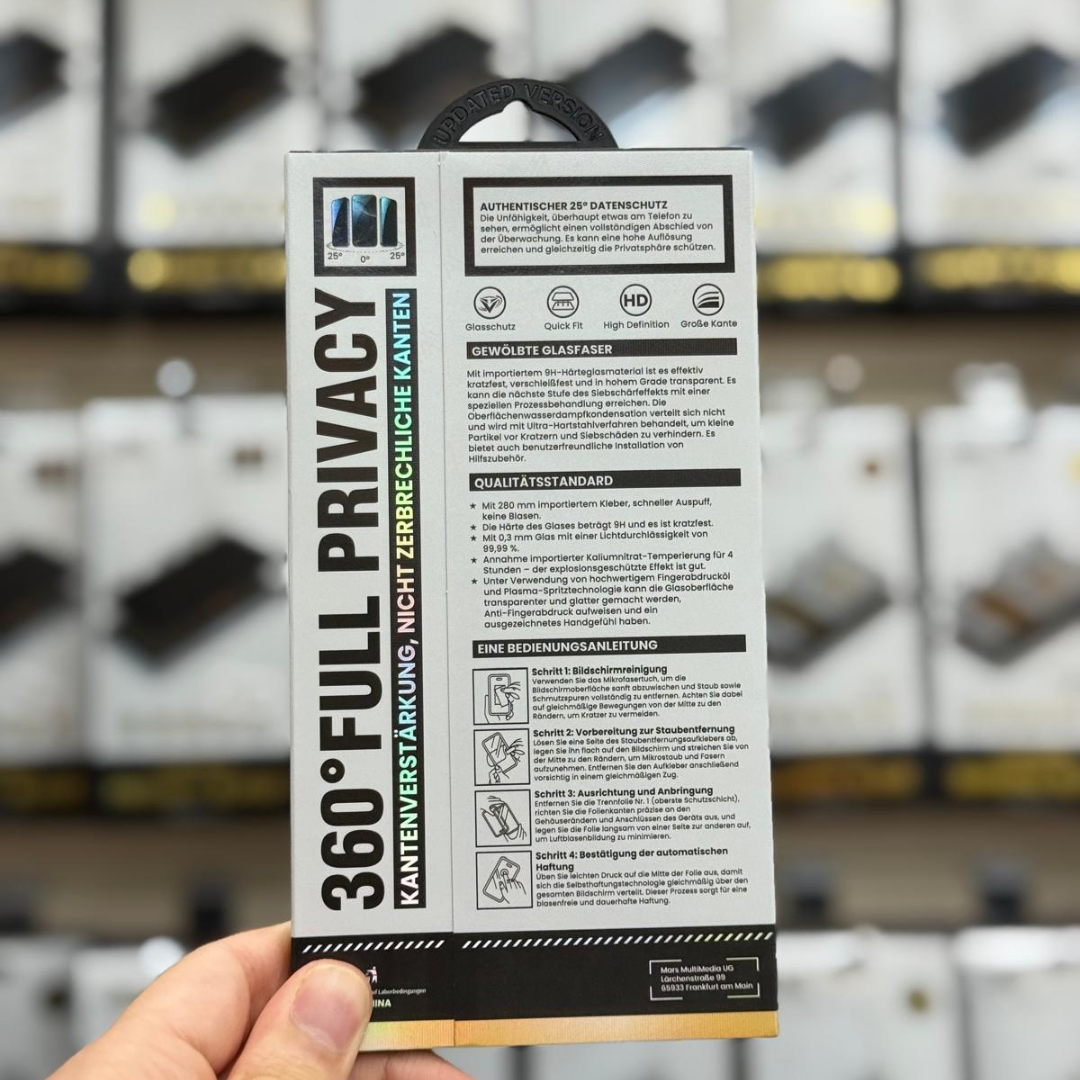 UPDATED VERSION
25° 0° 25°
360° FULL PRIVACY
KANTENVERSTÄRKUNG, NICHT ZERBRECHLICHE KANTEN
AUTHENTISCHER 25° DATENSCHUTZ
Die Unfähigkeit, überhaupt etwas am Telefon zu
sehen, ermöglicht einen vollständigen Abschied von
der Überwachung. Es kann eine hohe Auflösung
erreichen und gleichzeitig die Privatsphäre schützen.
Glasschutz
Quick Fit
HD
High Definition
Große Kante
GEWÖLBTE GLASFASER
Mit importiertem 9H-Härteglasmaterial ist es effektiv
kratzfest, verschleißfest und in hohem Grade transparent. Es
kann die nächste Stufe des Siebschärfeffekts mit einer
speziellen Prozessbehandlung erreichen. Die
Oberflächenwasserdampfkondensation verteilt sich nicht
und wird mit Ultra-Hartstahlverfahren behandelt, um kleine
Partikel vor Kratzern und Siebschäden zu verhindern. Es
bietet auch benutzerfreundliche Installation von
Hilfszubehör.
QUALITÄTSSTANDARD
★ Mit 280 mm importiertem Kleber, schneller Auspuff,
keine Blasen.
★ Die Härte des Glases beträgt 9H und es ist kratzfest.
★ Mit 0,3 mm Glas mit einer Lichtdurchlässigkeit von
99,99 %.
★ Annahme importierter Kaliumnitrat-Temperierung für 4
Stunden – der explosionsgeschützte Effekt ist gut.
★ Unter Verwendung von hochwertigem Fingerabdrucköl
und Plasma-Spritztechnologie kann die Glasoberfläche
transparenter und glatter gemacht werden,
Anti-Fingerabdruck aufweisen und ein
ausgezeichnetes Handgefühl haben.
EINE BEDIENUNGSANLEITUNG
Schritt 1: Bildschirmreinigung
Verwenden Sie das Mikrofasertuch, um die
Bildschirmoberfläche sanft abzuwischen und Staub sowie
Schmutzspuren vollständig zu entfernen. Achten Sie dabei
auf gleichmäßige Bewegungen von der Mitte zu den
Rändern, um Kratzer zu vermeiden.
Schritt 2: Vorbereitung zur Staubentfernung
Lösen Sie eine Seite des Staubentfernungsaufklebers ab,
legen Sie ihn flach auf den Bildschirm und streichen Sie von
der Mitte zu den Rändern, um Mikrostaub und Fasern
aufzunehmen. Entfernen Sie den Aufkleber anschließend
vorsichtig in einem gleichmäßigen Zug.
Schritt 3: Ausrichtung und Anbringung
Entfernen Sie die Trennfolie Nr. 1 (oberste Schutzschicht),
richten Sie die Folienkanten präzise an den
Gehäuserändern und Anschlüssen des Geräts aus, und
legen Sie die Folie langsam von einer Seite zur anderen auf,
um Luftblasenbildung zu minimieren.
Schritt 4: Bestätigung der automatischen
Haftung
Üben Sie leichten Druck auf die Mitte der Folie aus, damit
sich die Selbsthaftungstechnologie gleichmäßig über den
gesamten Bildschirm verteilt. Dieser Prozess sorgt für eine
blasenfreie und dauerhafte Haftung.
Laborbedingungen
Mars MultiMedia UG
Lärchenstraße 99
65933 Frankfurt am Main